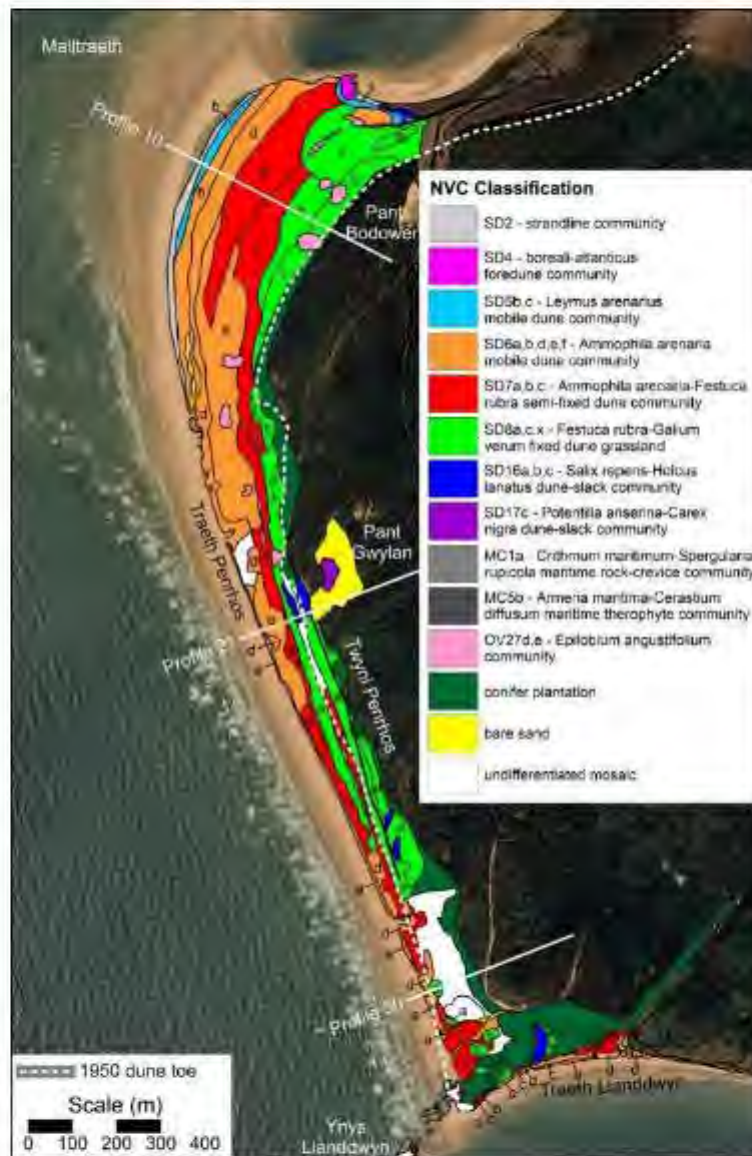 Malltraeth
Profile 10
Pant
Bodower
NVC Classification
SD2 - strandline community
SD4 - boreali-atlanticus
foredune community
SD5b,c - Leymus arenarius
mobile dune community
SD6a,b,d,e,f - Ammophila arenaria
mobile dune community
SD7a,b,c - Ammophila arenaria-Festuca
rubra semi-fixed dune community
SD8a,c,x - Festuca rubra-Galium
verum fixed dune grassland
SD16a,b,c - Salix repens-Holcus
lanatus dune-slack community
SD17c - Potentilla anserina-Carex
nigra dune-slack community
MC1a - Crithmum maritimum-Spergularia
rupicola maritime rock-crevice community
MC5b - Armeria maritima-Cerastium
diffusum maritime therophyte community
OV27d,e - Epilobium angustifolium
community
conifer plantation
bare sand
undifferentiated mosaic
Traeth Penrhos
Pant
Gwylan
Profile
Twyni Penrhos
Profile
Traeth Llanddwyn
1950 dune toe
Scale (m)
0 100 200 300 400
Ynys
Llanddwyn